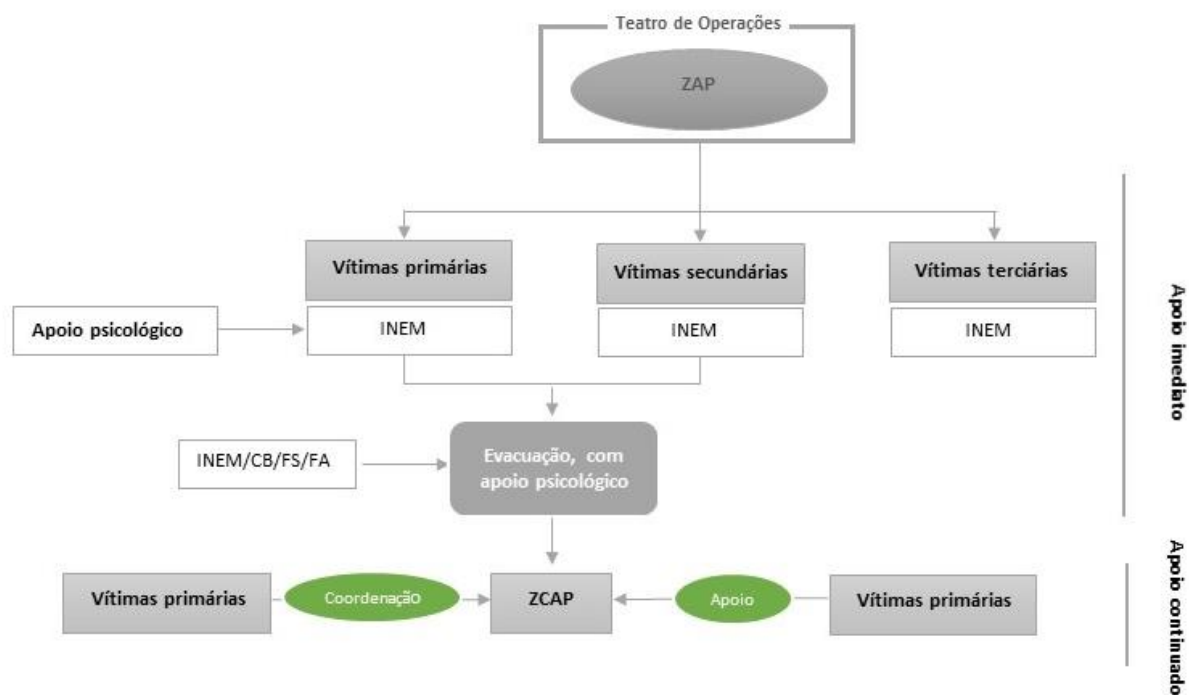 Teatro de Operações
ZAP
Vítimas primárias
Vítimas secundárias
Vítimas terciárias
Apoio psicológico
INEM
INEM
INEM
Apoio imediato
INEM/CB/FS/FA
Evacuação, com
apoio psicológico
Vítimas primárias
Coordenação
ZCAP
Apoio
Vítimas primárias
Apoio continuado